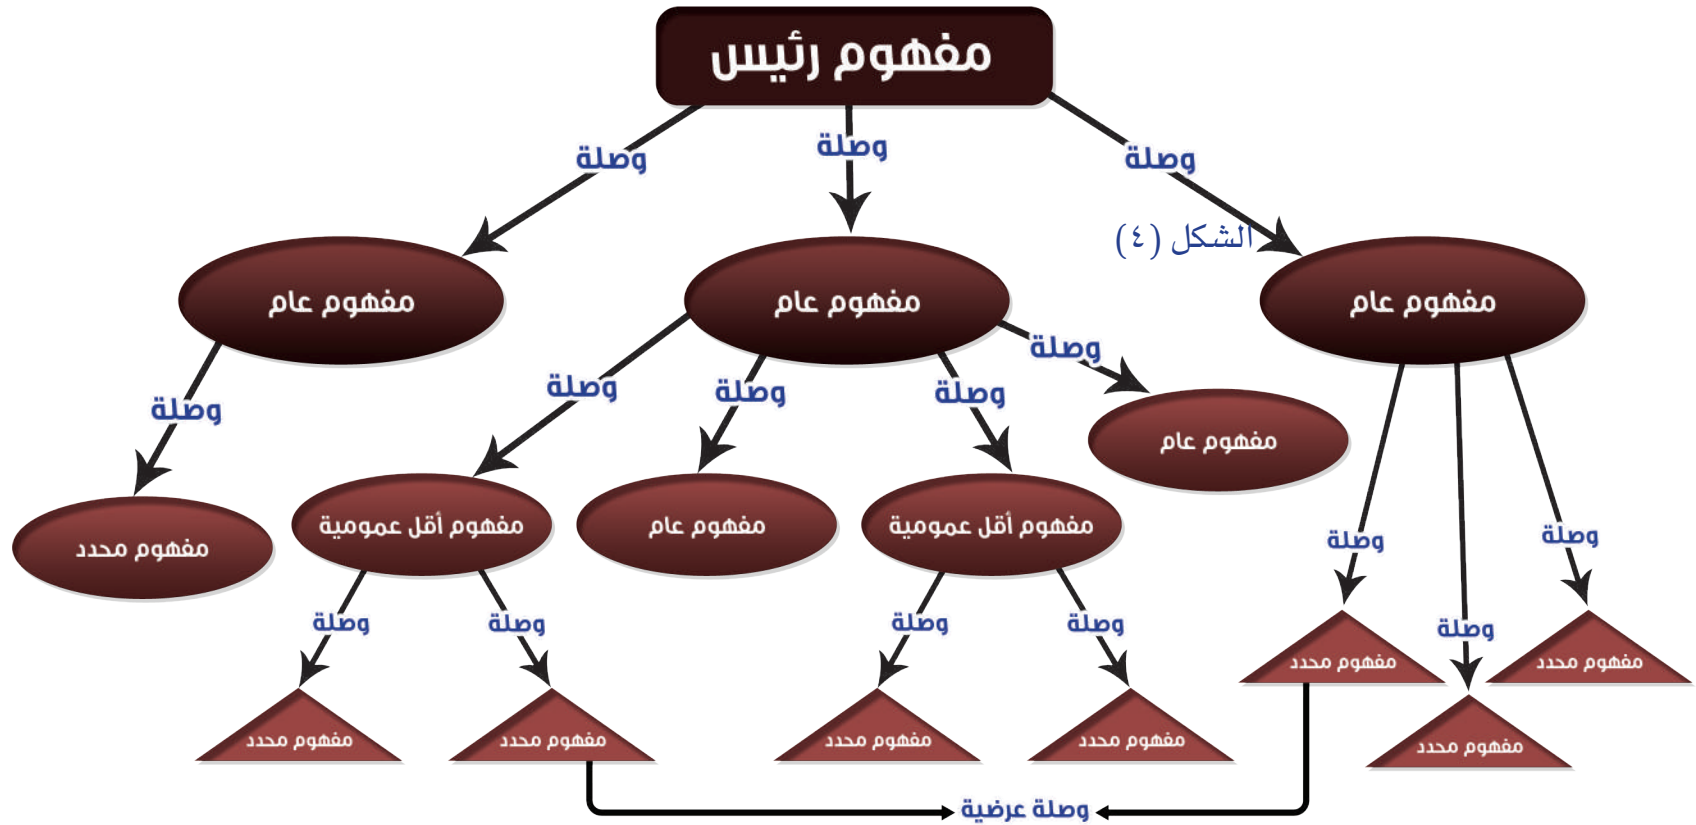 مفهوم رئيس
وصلة
وصلة
وصلة
الشكل (٤)
مفهوم عام
مفهوم عام
مفهوم عام
وصلة
وصلة
وصلة
وصلة
وصلة
مفهوم عام
مفهوم أقل عمومية
مفهوم عام
مفهوم أقل عمومية
مفهوم محدد
وصلة
وصلة
وصلة
وصلة
وصلة
وصلة
وصلة
مفهوم محدد
مفهوم محدد
مفهوم محدد
مفهوم محدد
مفهوم محدد
مفهوم محدد
مفهوم محدد
وصلة عرضية